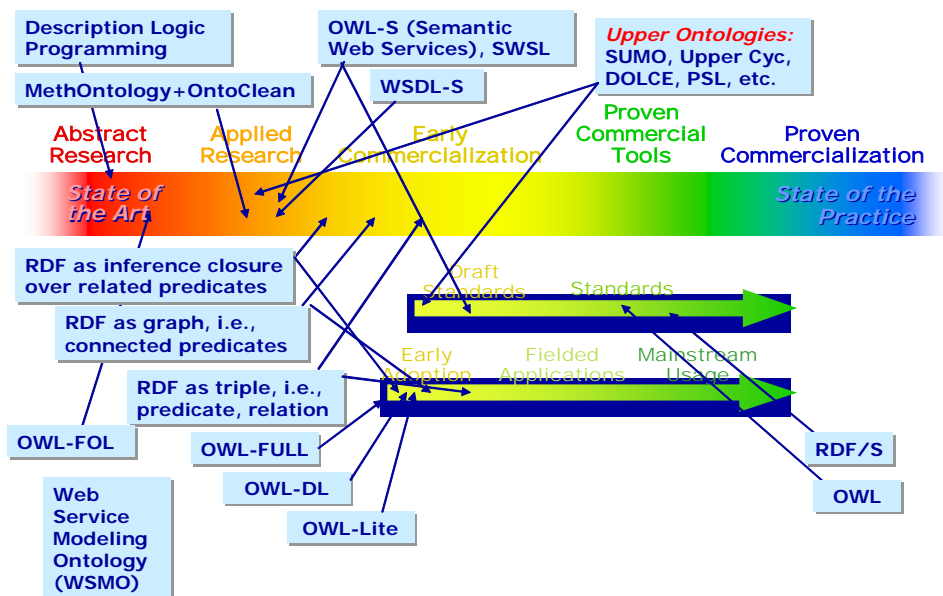 Description Logic
Programming
OWL-S (Semantic
Web Services), SWSL
Upper Ontologies:
SUMO, Upper Cyc,
DOLCE, PSL, etc.
MethOntology+OntoClean
WSDL-S
Abstract
Research
Applied
Research
Early
Commercialization
Proven
Commercial
Tools
Proven
Commercialization
State of
the Art
State of the
Practice
RDF as inference closure
over related predicates
Draft
Standards
Standards
RDF as graph, i.e.,
connected predicates
Early
Adoption
Fielded
Applications
Mainstream
Usage
RDF as triple, i.e.,
predicate, relation
OWL-FOL
OWL-FULL
RDF/S
OWL-DL
OWL
OWL-Lite
Web
Service
Modeling
Ontology
(WSMO)